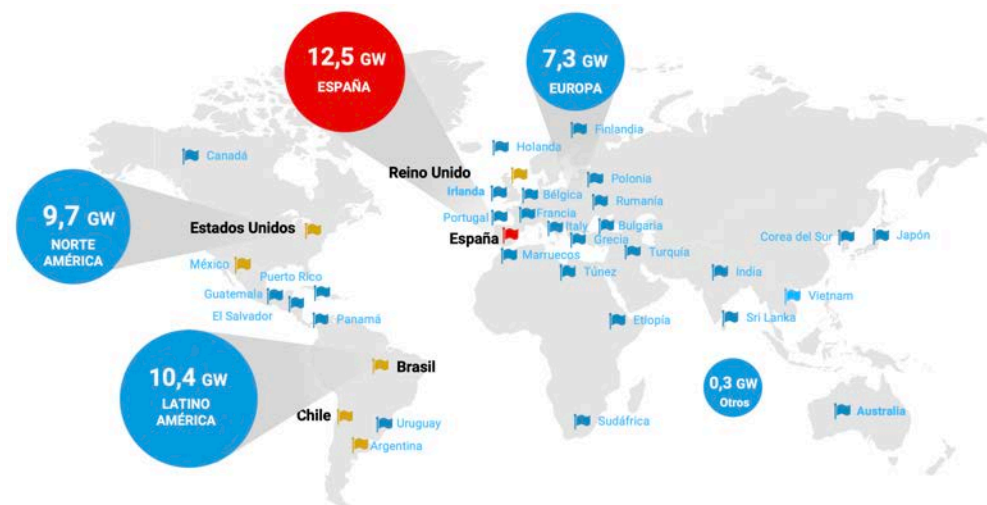 12,5 GW
ESPAÑA
7,3 GW
EUROPA
Finlandia
Holanda
Canadá
Reino Unido
Polonia
Irlanda
Bélgica
Rumanía
9,7 GW
NORTE
AMÉRICA
Portugal
Francia
Estados Unidos
Italy
Bulgaria
España
Grecia
Corea del Sur
Japón
Marruecos
Turquía
México
Puerto Rico
Túnez
India
Guatemala
Vietnam
El Salvador
Panamá
Etiopía
Sri Lanka
10,4 GW
LATINO
AMÉRICA
Brasil
0,3 GW
Otros
Chile
Uruguay
Sudáfrica
Australia
Argentina